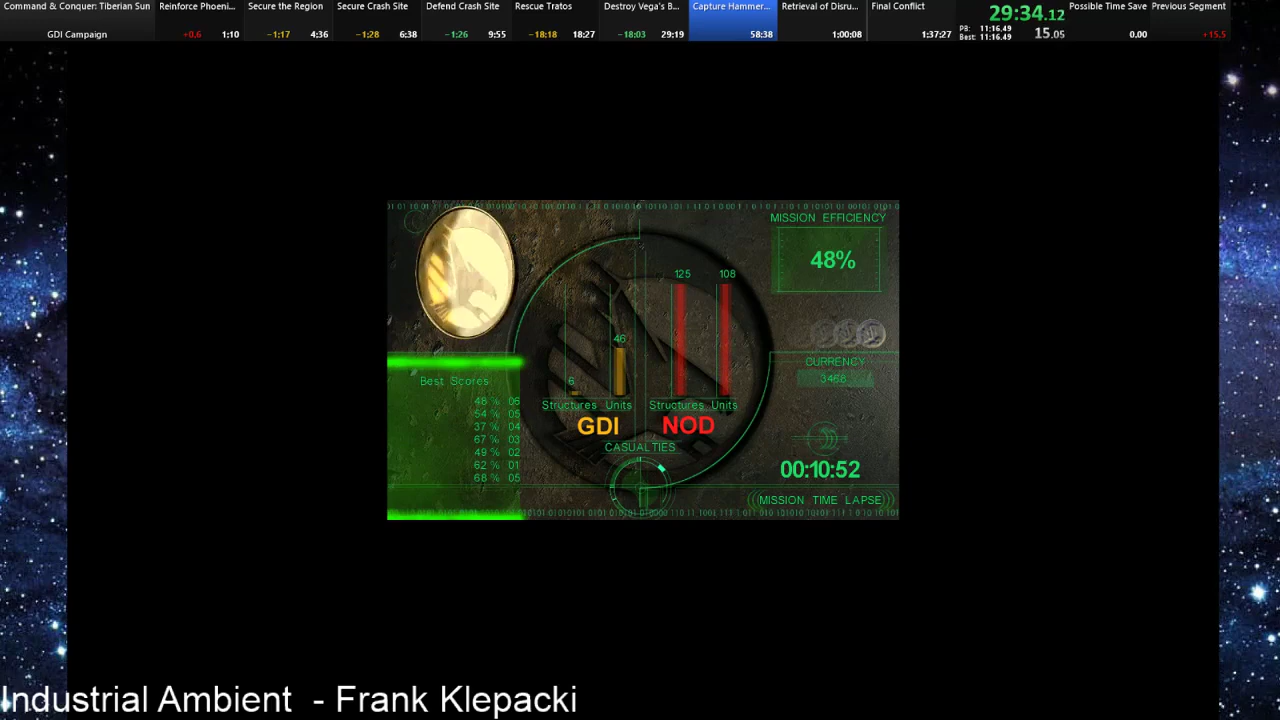 Command & Conquer: Tiberian Sun
GDI Campaign
Reinforce Phoeni...
+0.6 1:10
Secure the Region
−1:17 4:36
Secure Crash Site
−1:28 6:38
Defend Crash Site
−1:26 9:55
Rescue Tratos
−18:18 18:27
Destroy Vega's B...
−18:03 29:19
Capture Hammer...
58:38
Retrieval of Disru...
1:00:08
Final Conflict
1:37:27
29:34.12
PB: 11:16.49
Best: 11:16.49
15.05
Possible Time Save
0.00
Previous Segment
+15.5
MISSION EFFICIENCY
48%
125 108
46
6
CURRENCY
3468
Best Scores
48 % 06
54 % 05
37 % 04
67 % 03
49 % 02
62 % 01
68 % 05
Structures Units Structures Units
GDI NOD
CASUALTIES
00:10:52
MISSION TIME LAPSE
Industrial Ambient - Frank Klepacki